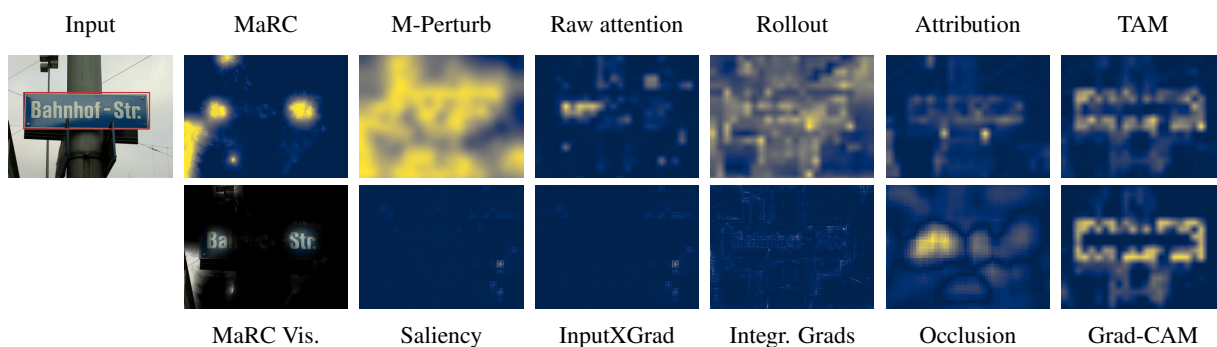 Input MaRC M-Perturb Raw attention Rollout Attribution TAM
Bahnhof-Str.
Ba Str.
MaRC Vis. Saliency InputXGrad Integr. Grads Occlusion Grad-CAM